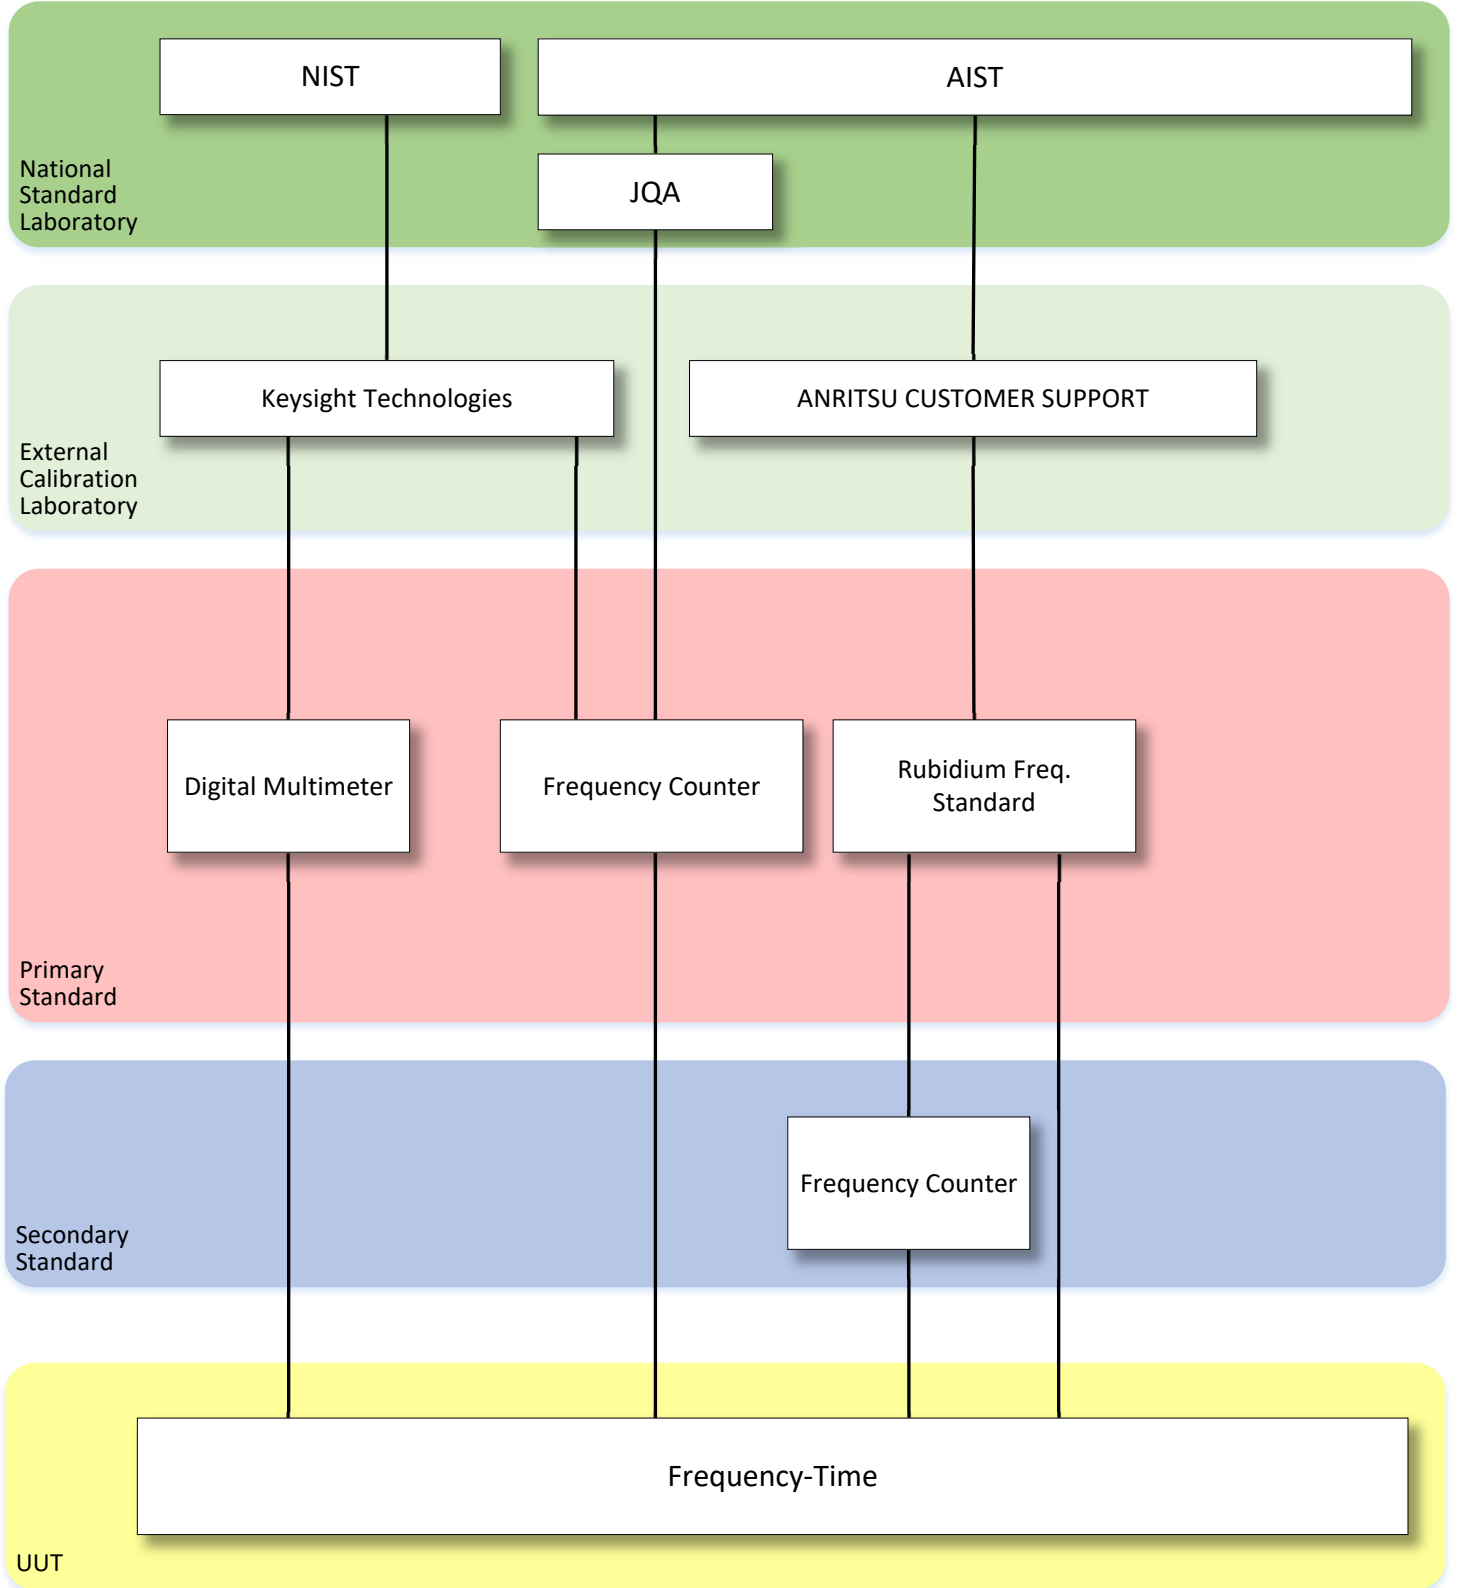 NIST
AIST
JQA
National
Standard
Laboratory
Keysight Technologies
ANRITSU CUSTOMER SUPPORT
External
Calibration
Laboratory
Digital Multimeter
Frequency Counter
Rubidium Freq.
Standard
Primary
Standard
Frequency Counter
Secondary
Standard
Frequency-Time
UUT